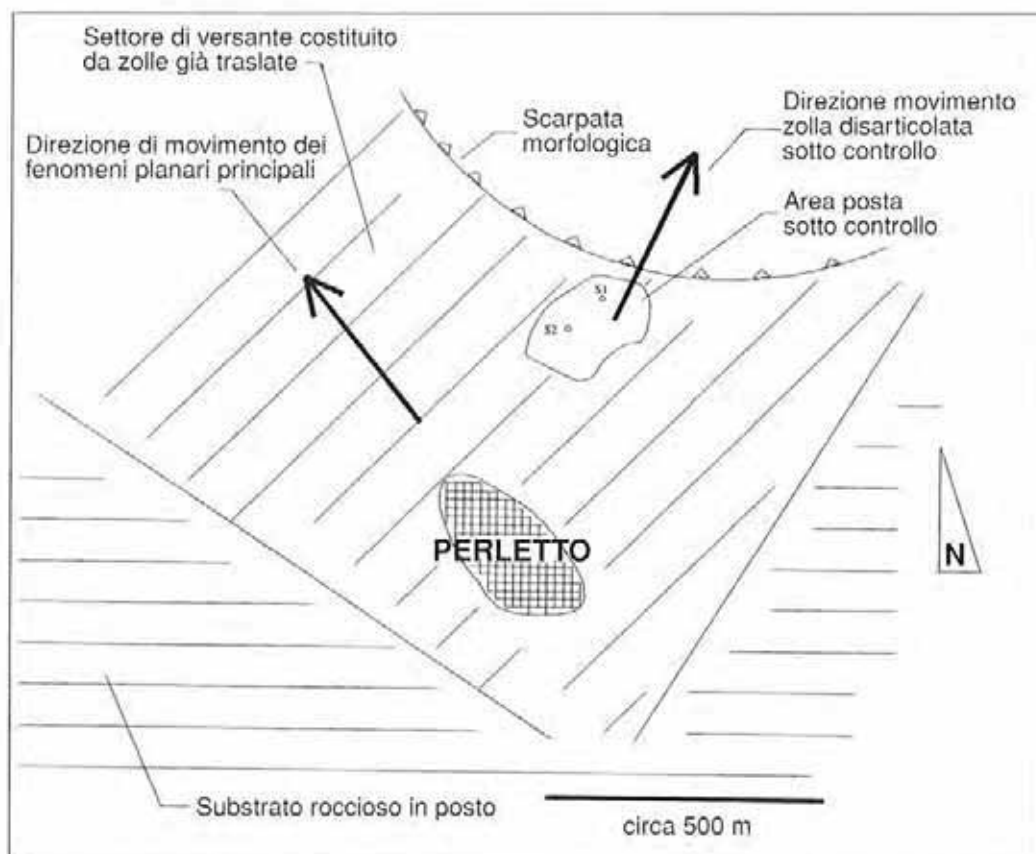 Settore di versante costituito
da zolle già traslate
Direzione di movimento dei
fenomeni planari principali
Scarpata
morfologica
Direzione movimento
zolla disarticolata
sotto controllo
Area posta
sotto controllo
S1
S2
PERLETTO
N
Substrato roccioso in posto
circa 500 m